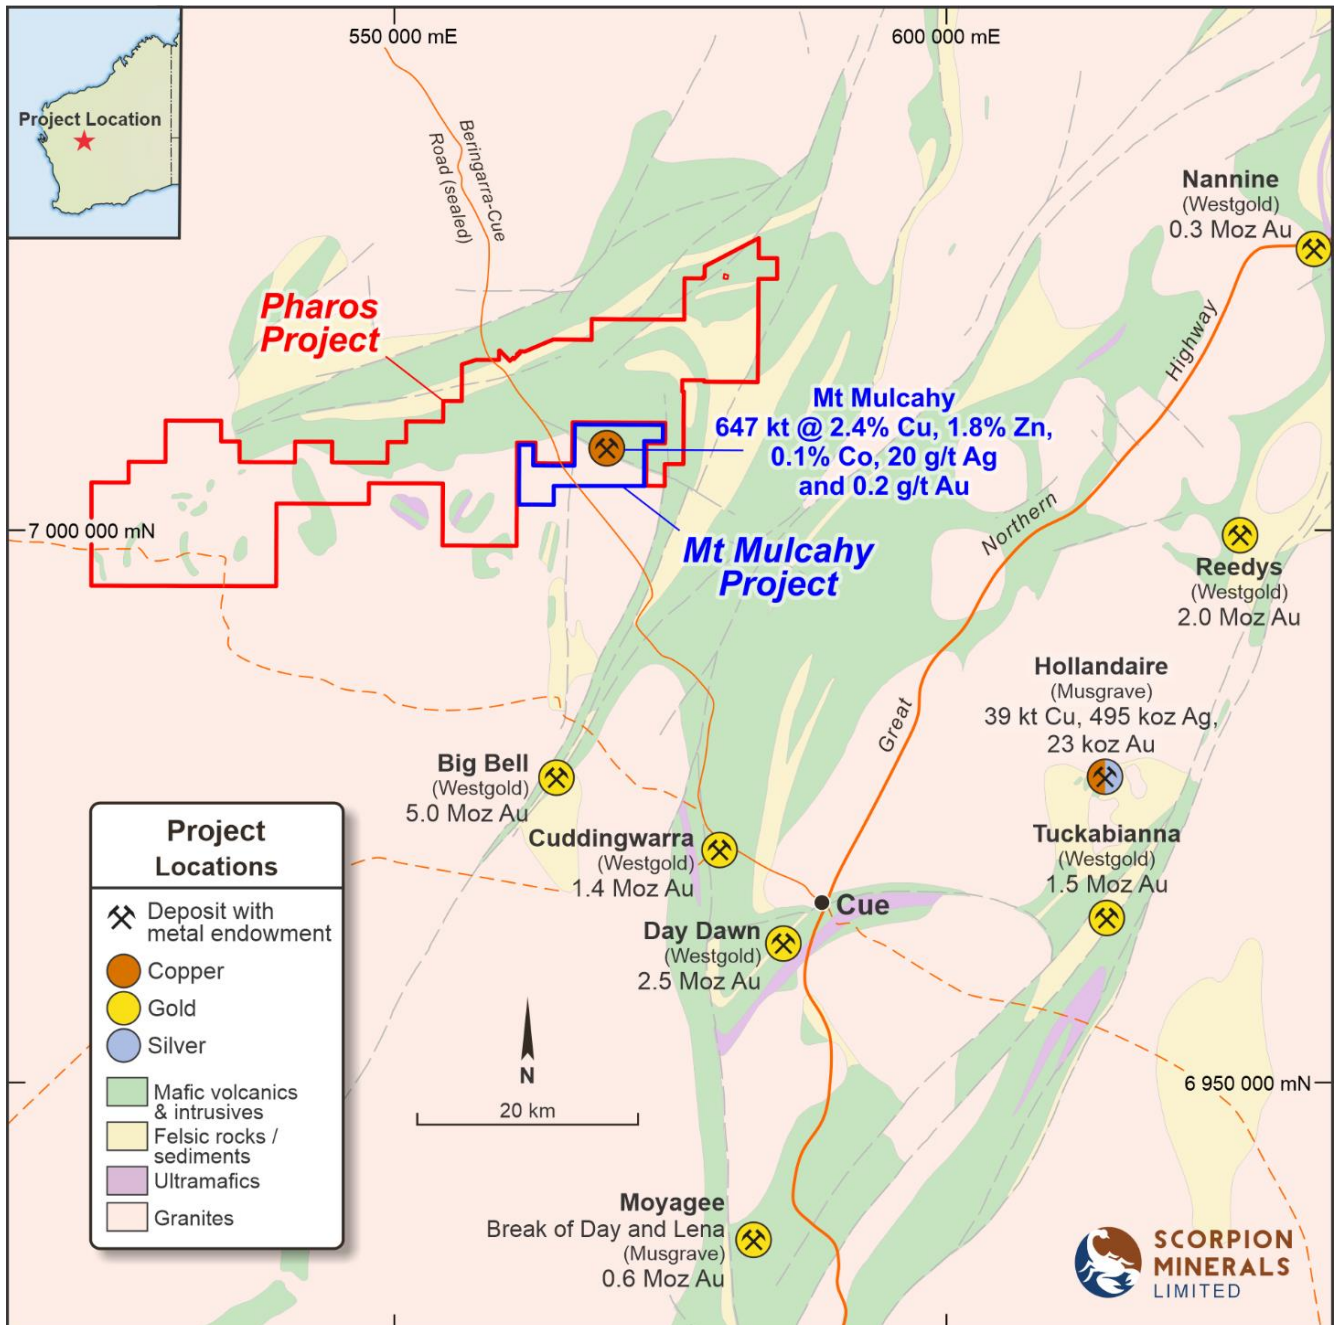 550 000 mE
600 000 mE
Project Location
Beringarra-Cue
Road (sealed)
Nannine
(Westgold)
0.3 Moz Au
Pharos
Project
Highway
Mt Mulcahy
647 kt @ 2.4% Cu, 1.8% Zn,
0.1% Co, 20 g/t Ag
and 0.2 g/t Au
7 000 000 mN
Northern
Mt Mulcahy
Project
Reedys
(Westgold)
2.0 Moz Au
Hollandaire
(Musgrave)
39 kt Cu, 495 koz Ag,
23 koz Au
Great
Big Bell
(Westgold)
5.0 Moz Au
Cuddingwarra
(Westgold)
1.4 Moz Au
Tuckabianna
(Westgold)
1.5 Moz Au
Cue
Day Dawn
(Westgold)
2.5 Moz Au
Project
Locations
Deposit with
metal endowment
Copper
Gold
Silver
Mafic volcanics
& intrusives
Felsic rocks /
sediments
Ultramafics
Granites
N
20 km
6 950 000 mN
Moyagee
Break of Day and Lena
(Musgrave)
0.6 Moz Au
SCORPION
MINERALS
LIMITED